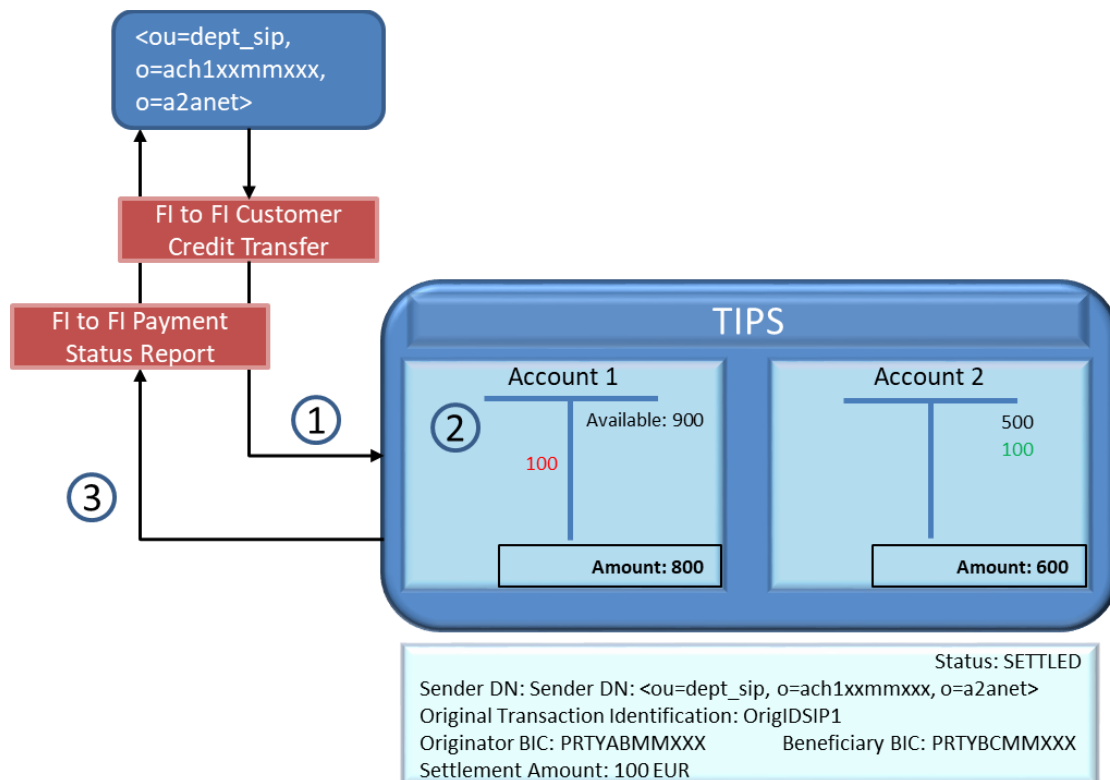 <ou=dept_sip,
o=ach1xxmmxxx,
o=a2anet>
FI to FI Customer
Credit Transfer
FI to FI Payment
Status Report
TIPS
Account 1
Account 2
1
2
Available: 900
500
100
100
3
Amount: 800
Amount: 600
Status: SETTLED
Sender DN: Sender DN: <ou=dept_sip, o=ach1xxmmxxx, o=a2anet>
Original Transaction Identification: OrigIDSIP1
Originator BIC: PRTYABMMXXX Beneficiary BIC: PRTYBCMMXXX
Settlement Amount: 100 EUR